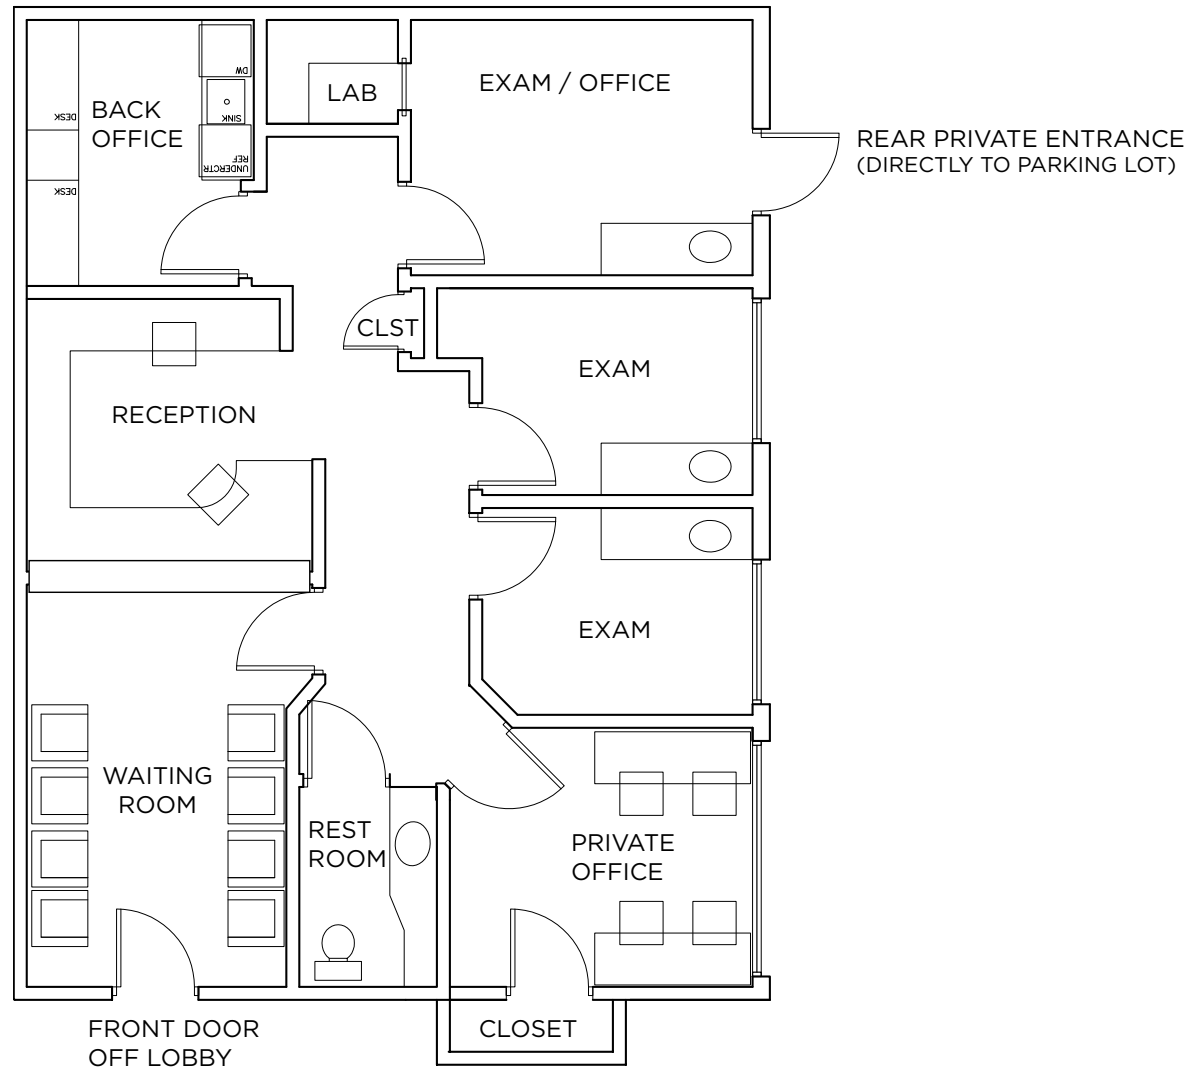 DW
LAB
EXAM / OFFICE
BACK
OFFICE
DESK
SINK
REAR PRIVATE ENTRANCE
(DIRECTLY TO PARKING LOT)
UNDERCTR
REF
DESK
CLST
EXAM
RECEPTION
EXAM
WAITING
ROOM
REST
ROOM
PRIVATE
OFFICE
FRONT DOOR
OFF LOBBY
CLOSET